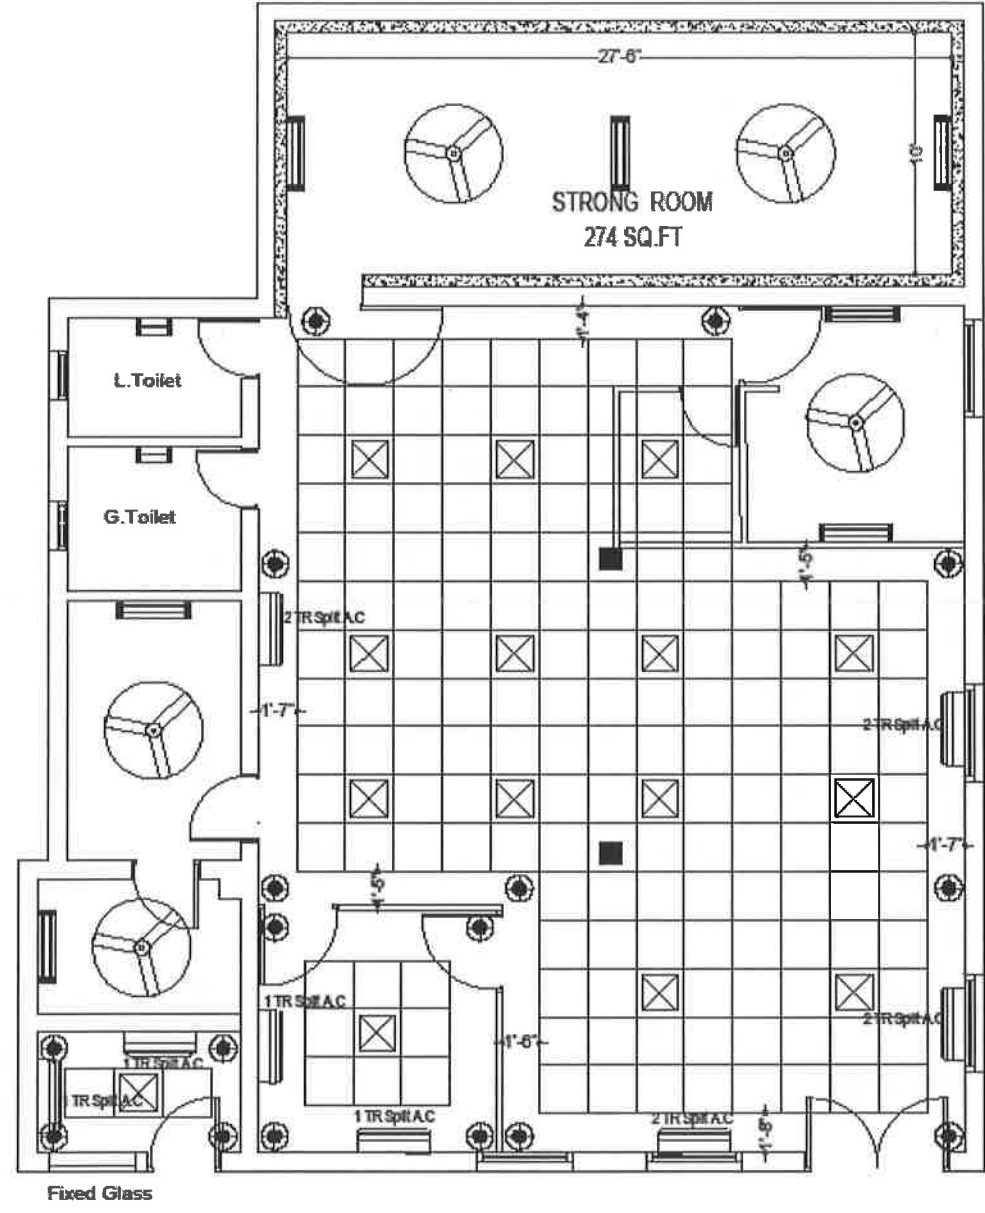 27'-6"
10'
STRONG ROOM
274 SQ.FT
1'-4"
L.Toilet
G.Toilet
1'-5"
2 TR Split A.C
1'-7"
2 TR Split A.C
1'-7"
1'-5"
1 TR Split A.C
2 TR Split A.C
1'-6"
1 TR Split A.C
1 TR Split A.C
1 TR Split A.C
2 TR Split A.C
Fixed Glass